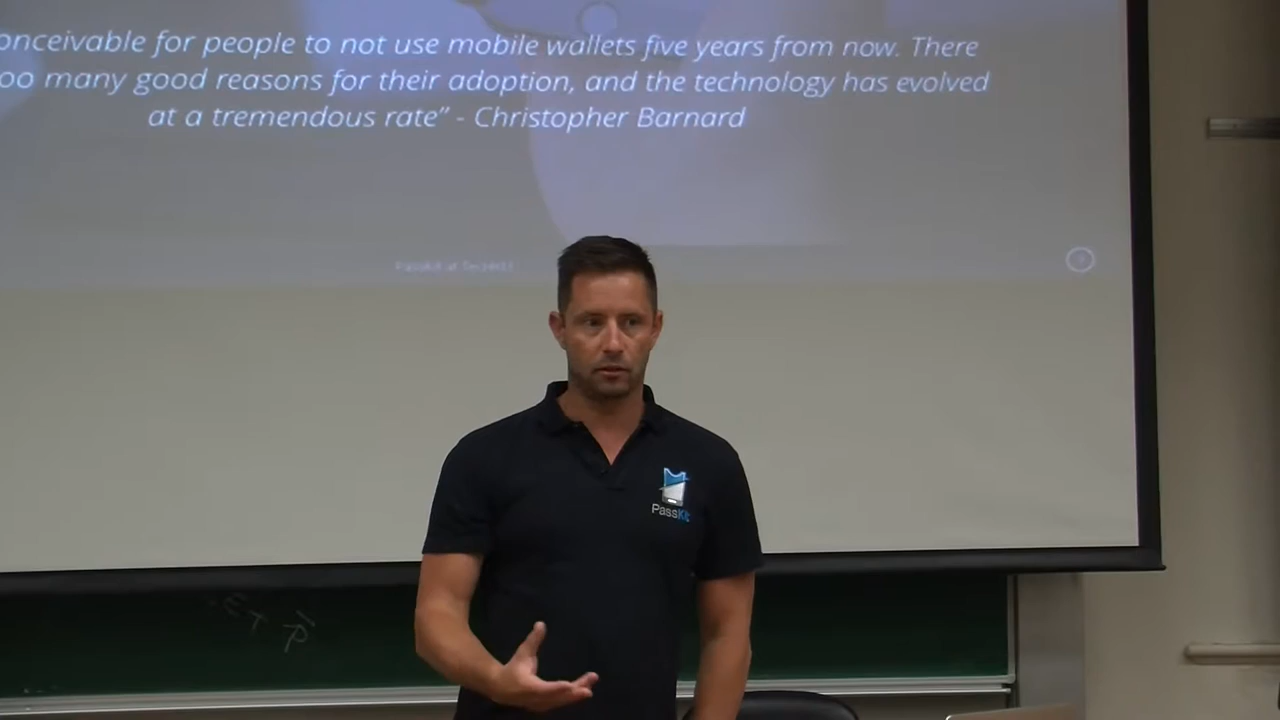 onceivable for people to not use mobile wallets five years from now. There
oo many good reasons for their adoption, and the technology has evolved
at a tremendous rate” - Christopher Barnard
PassKit